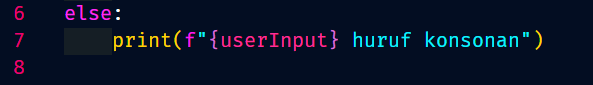 6 else:
7     print(f"{userInput} huruf konsonan")
8